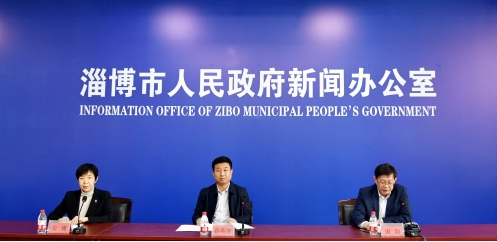 淄博市人民政府新闻办公室
INFORMATION OFFICE OF ZIBO MUNICIPAL PEOPLE'S GOVERNMENT